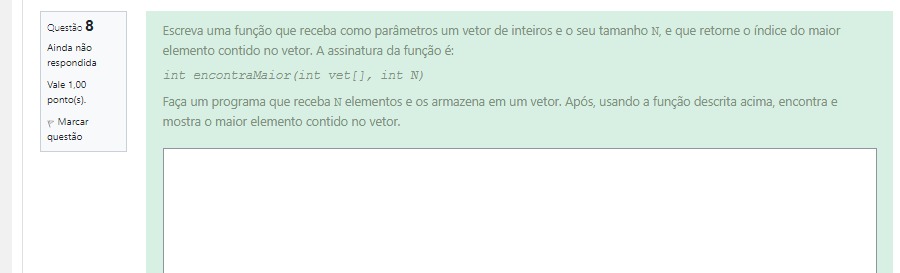 Questão 8
Ainda não
respondida
Vale 1,00
ponto(s).
Marcar
questão
Escreva uma função que receba como parâmetros um vetor de inteiros e o seu tamanho N, e que retorne o índice do maior
elemento contido no vetor. A assinatura da função é:
int encontraMaior(int vet[], int N)
Faça um programa que receba N elementos e os armazena em um vetor. Após, usando a função descrita acima, encontra e
mostra o maior elemento contido no vetor.